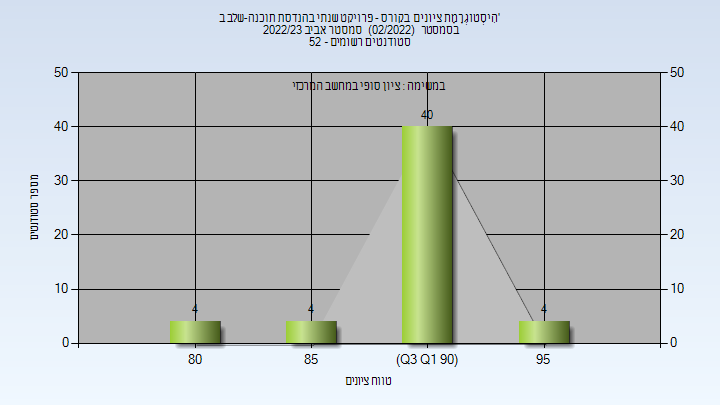 היסטוגרמת ציונים בקורס - פרויקט שנתי בהנדסת תוכנה-שלב ב'
בסמסטר (02/2022) סמסטר אביב 2022/23
סטודנטים רשומים - 52
במשימה : ציון סופי במחשב המרכזי
50
40
30
20
10
0
50
40
30
20
10
0
מספר סטודנטים
4
4
40
4
80
85
(Q3 Q1 90)
95
טווח ציונים